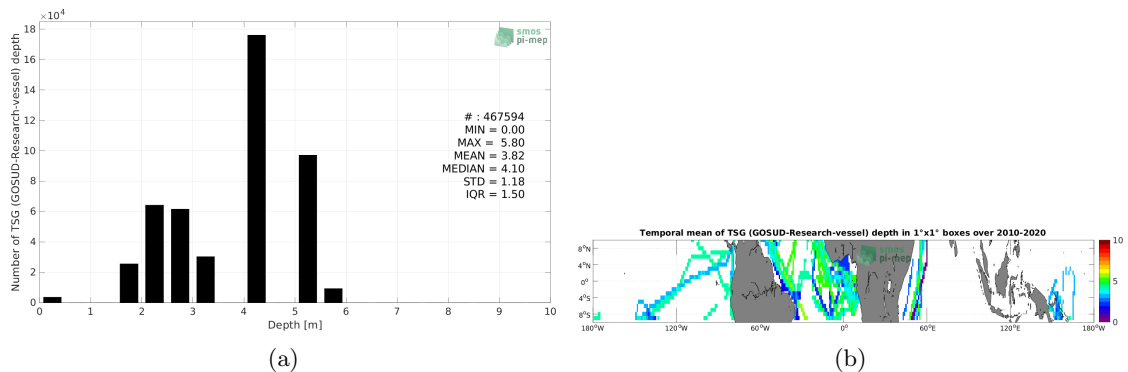 ×10⁴
18
16
14
12
10
8
6
4
2
0
Number of TSG (GOSUD-Research-vessel) depth
0 1 2 3 4 5 6 7 8 9 10
Depth [m]
smos
pi-mep
# : 467594
MIN = 0.00
MAX = 5.80
MEAN = 3.82
MEDIAN = 4.10
STD = 1.18
IQR = 1.50
(a)
Temporal mean of TSG (GOSUD-Research-vessel) depth in 1°x1° boxes over 2010-2020
smos
pi-mep
8°N
4°N
0°
4°S
8°S
180°W 120°W 60°W 0° 60°E 120°E 180°W
10
5
0
(b)